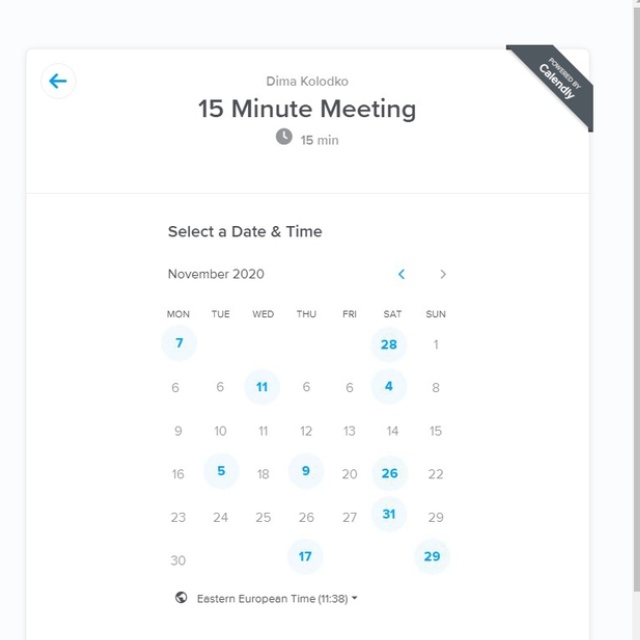 POWERED BY
Calendly
Dima Kolodko
15 Minute Meeting
15 min
Select a Date & Time
November 2020
MON TUE WED THU FRI SAT SUN
7 28 1
6 6 11 6 6 4 8
9 10 11 12 13 14 15
16 5 18 9 20 26 22
23 24 25 26 27 31 29
30 17 29
Eastern European Time (11:38)